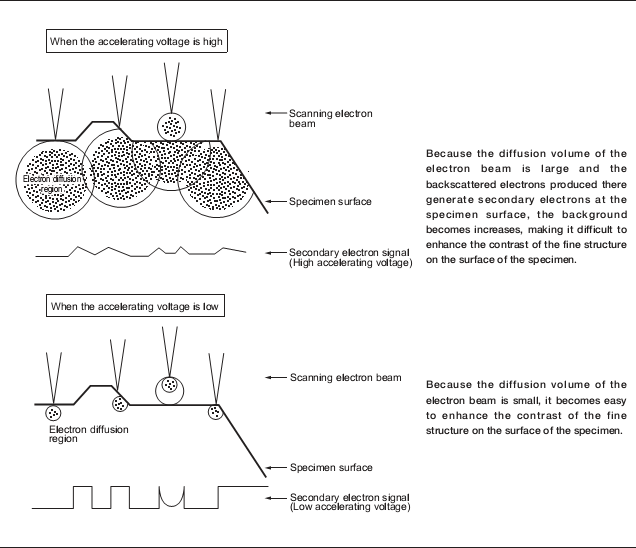 When the accelerating voltage is high
Scanning electron
beam
Electron diffusion
region
Specimen surface
Secondary electron signal
(High accelerating voltage)
Because the diffusion volume of the
electron beam is large and the
backscattered electrons produced there
generate secondary electrons at the
specimen surface, the background
becomes increases, making it difficult to
enhance the contrast of the fine structure
on the surface of the specimen.
When the accelerating voltage is low
Scanning electron beam
Electron diffusion
region
Specimen surface
Secondary electron signal
(Low accelerating voltage)
Because the diffusion volume of the
electron beam is small, it becomes easy
to enhance the contrast of the fine
structure on the surface of the specimen.